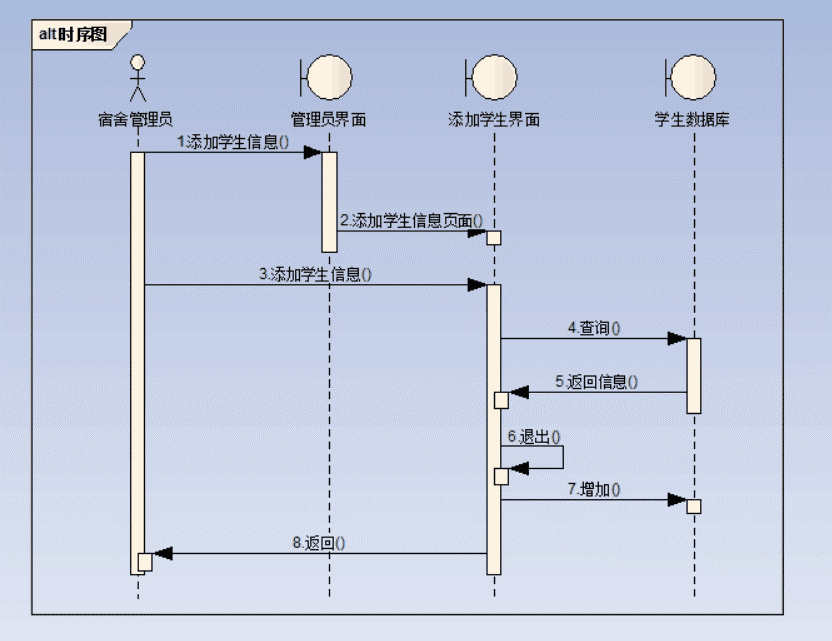 alt时序图
宿舍管理员
管理员界面
添加学生界面
学生数据库
1.添加学生信息()
2.添加学生信息页面()
3.添加学生信息()
4.查询()
5.返回信息()
6.退出()
7.增加()
8.返回()